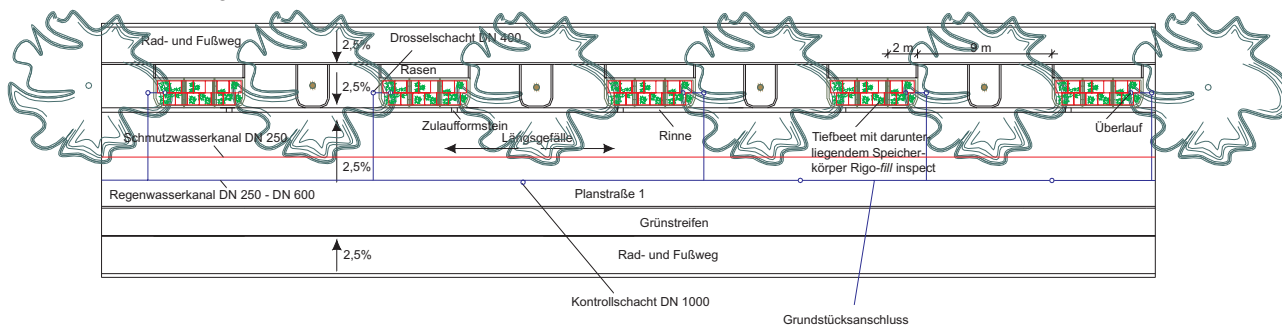 Rad- und Fußweg
2,5%
Drosselschacht DN 400
2 m
9 m
Rasen
2,5%
Zulaufformstein
Rinne
Überlauf
Schmutzwasserkanal DN 250
Längsgefälle
Tiefbeet mit darunter-
liegendem Speicher-
körper Rigo-fill inspect
2,5%
Regenwasserkanal DN 250 - DN 600
Planstraße 1
Grünstreifen
2,5%
Rad- und Fußweg
Kontrollschacht DN 1000
Grundstücksanschluss